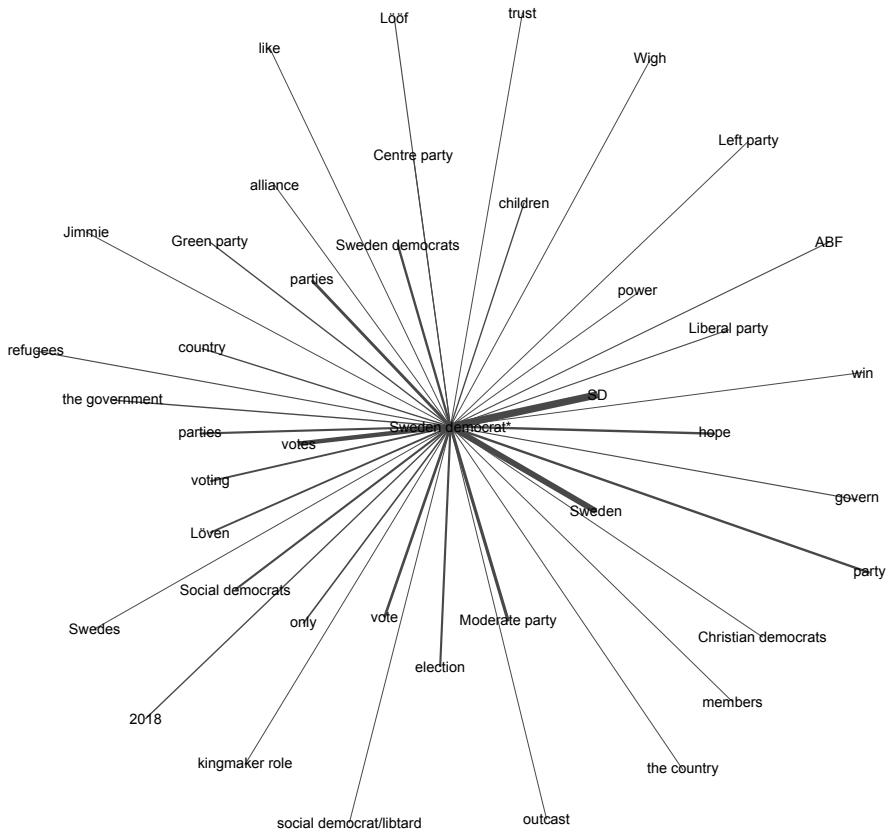 Lööf
trust
like
Wigh
Left party
Centre party
alliance
children
Jimmie
Green party
Sweden democrats
ABF
parties
power
Liberal party
refugees
country
win
the government
SD
Sweden democrat*
parties
votes
hope
voting
govern
Sweden
Löven
party
Social democrats
only
vote
Moderate party
Swedes
Christian democrats
election
members
2018
kingmaker role
the country
social democrat/libtard
outcast